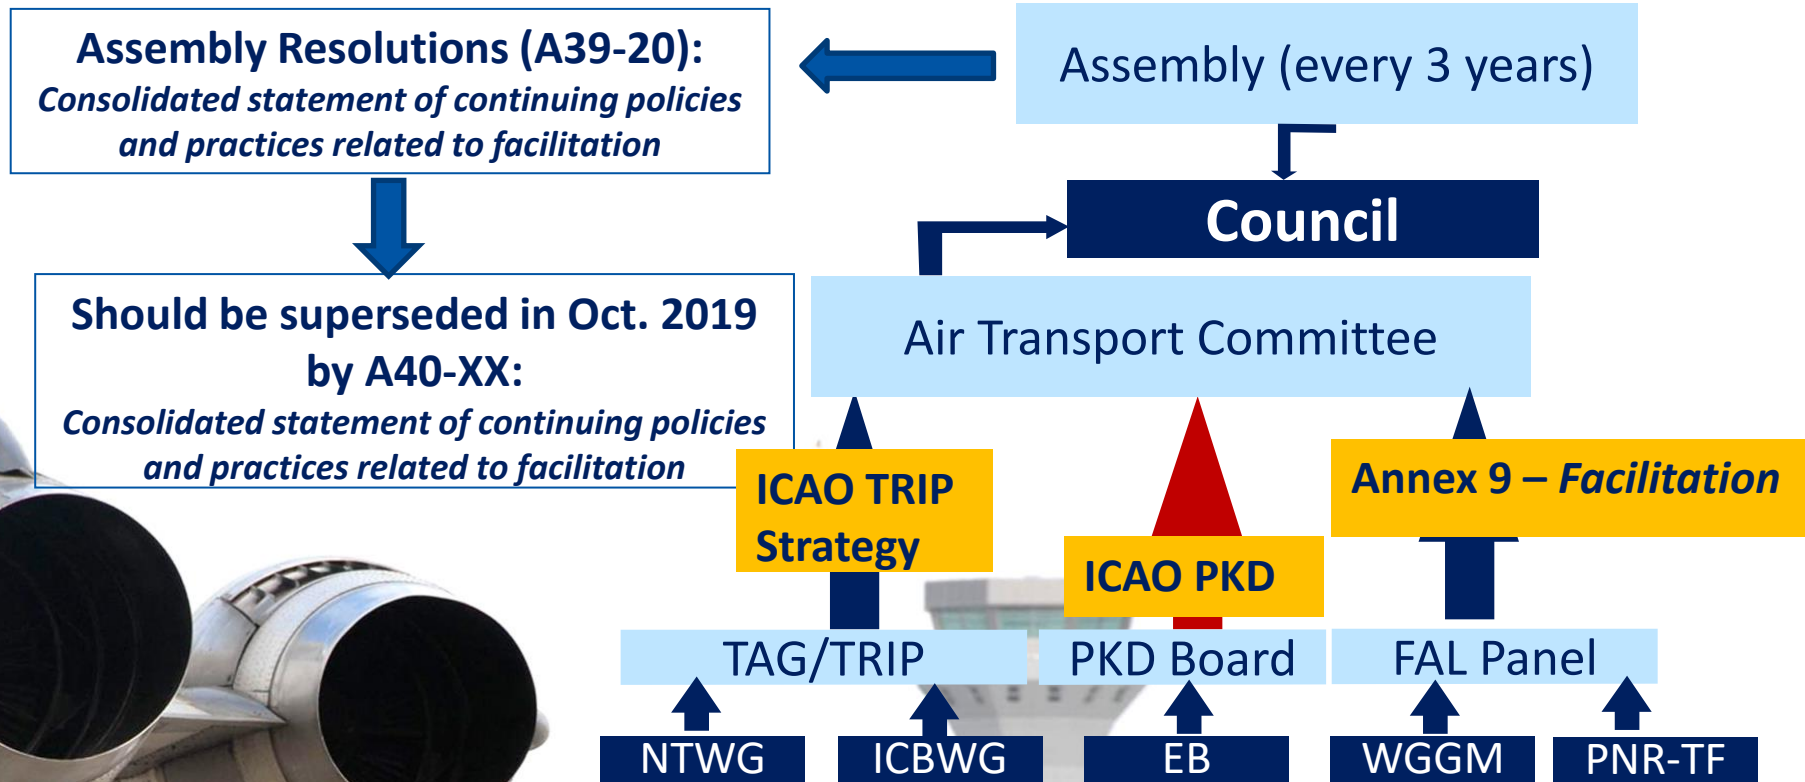 Assembly Resolutions (A39-20):
Consolidated statement of continuing policies
and practices related to facilitation
Assembly (every 3 years)
Council
Should be superseded in Oct. 2019
by A40-XX:
Consolidated statement of continuing policies
and practices related to facilitation
Air Transport Committee
ICAO TRIP
Strategy
ICAO PKD
Annex 9 – Facilitation
TAG/TRIP
PKD Board
FAL Panel
NTWG
ICBWG
EB
WGGM
PNR-TF